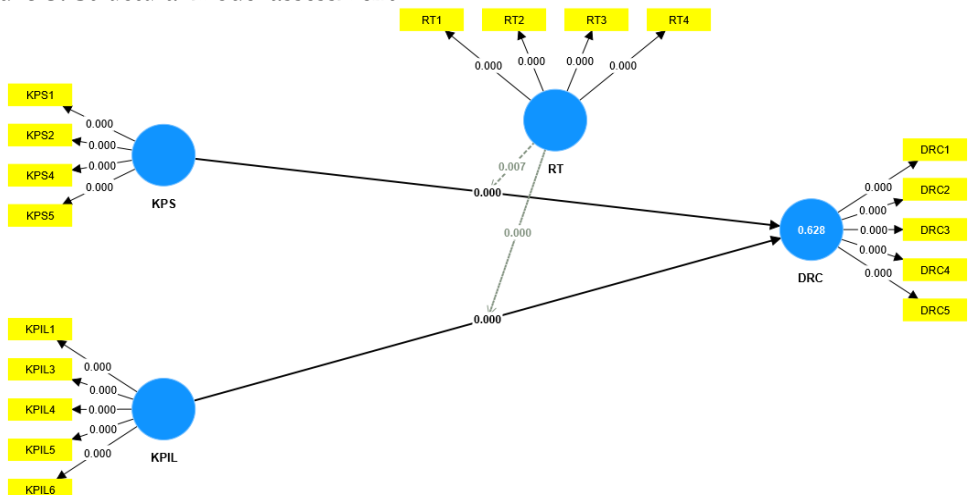 RT1
RT2
RT3
RT4
0.000
0.000
0.000
0.000
RT
KPS1
KPS2
KPS4
KPS5
0.000
0.000
0.000
0.000
KPS
0.007
0.000
0.000
0.000
0.628
DRC
DRC1
DRC2
DRC3
DRC4
DRC5
0.000
0.000
0.000
0.000
0.000
KPIL1
KPIL3
KPIL4
KPIL5
KPIL6
0.000
0.000
0.000
0.000
0.000
KPIL